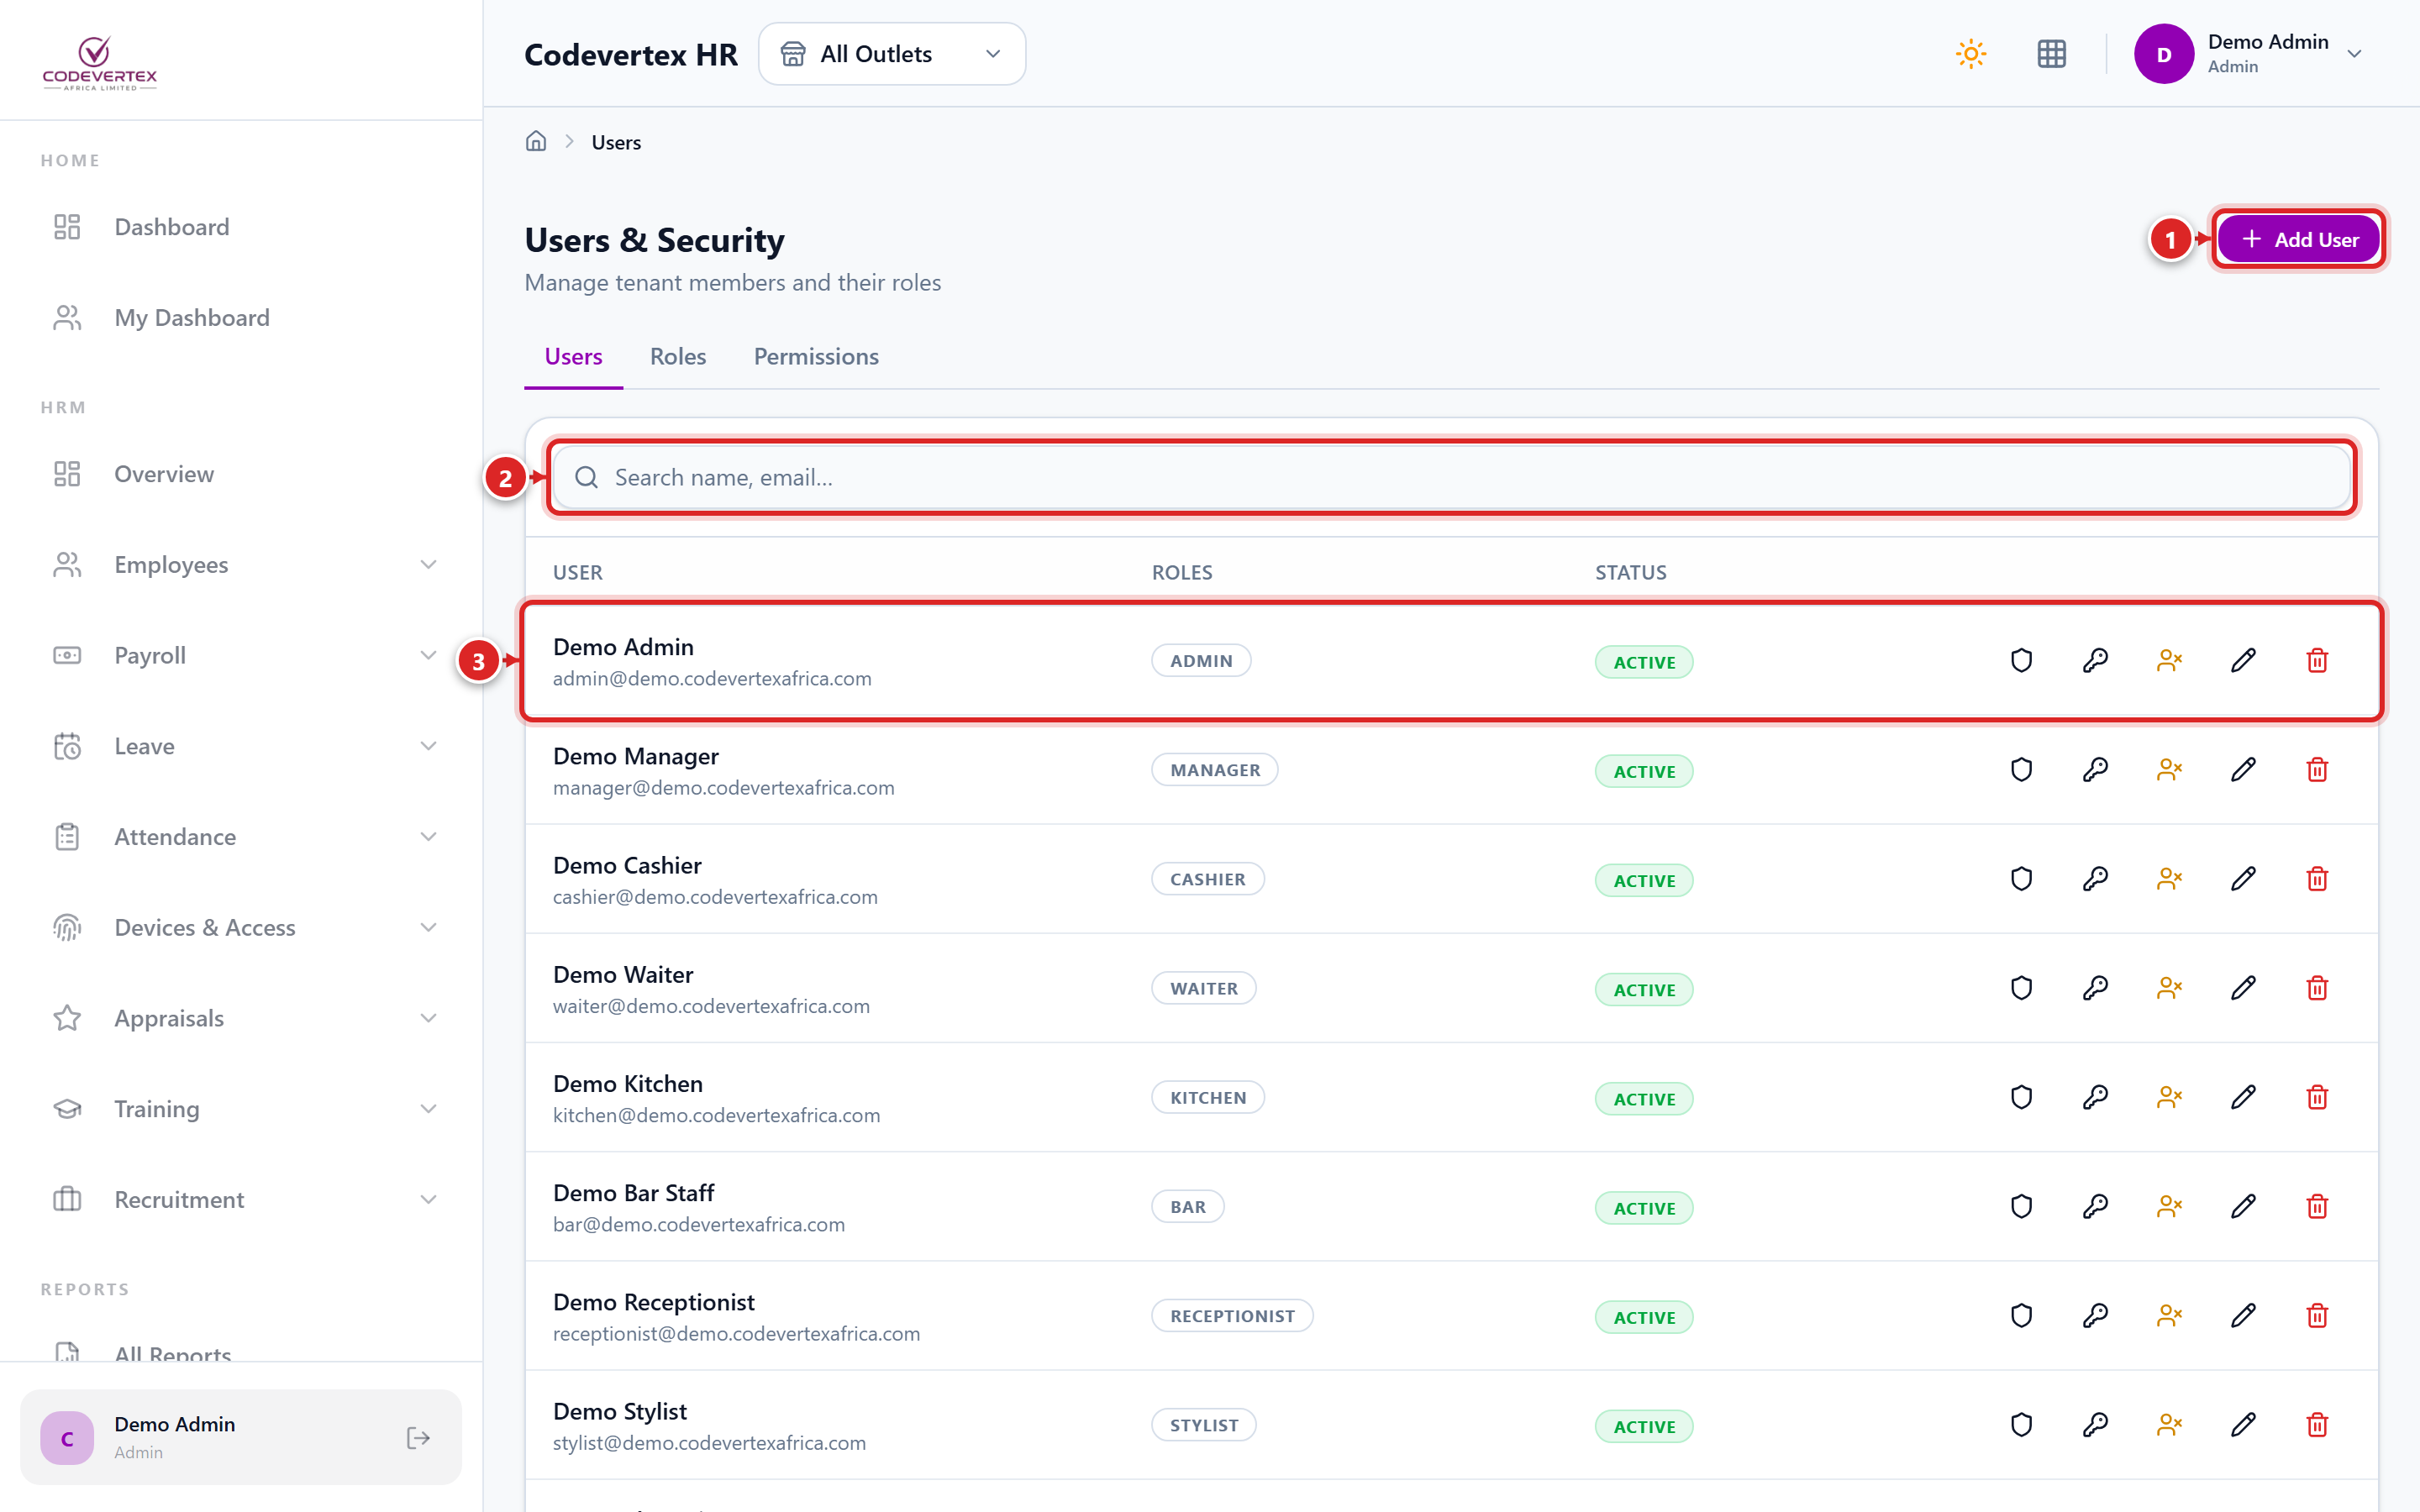 CODEVERTEX
AFRICA LIMITED
HOME
Dashboard
My Dashboard
HRM
Overview
Employees
Payroll
Leave
Attendance
Devices & Access
Appraisals
Training
Recruitment
REPORTS
All Reports
C
Demo Admin
Admin
Codevertex HR
All Outlets
D
Demo Admin
Admin
Users
Users & Security
Manage tenant members and their roles
1
+ Add User
Users Roles Permissions
2
Search name, email...
USER ROLES STATUS
3
Demo Admin
admin@demo.codevertexafrica.com
ADMIN
ACTIVE
Demo Manager
manager@demo.codevertexafrica.com
MANAGER
ACTIVE
Demo Cashier
cashier@demo.codevertexafrica.com
CASHIER
ACTIVE
Demo Waiter
waiter@demo.codevertexafrica.com
WAITER
ACTIVE
Demo Kitchen
kitchen@demo.codevertexafrica.com
KITCHEN
ACTIVE
Demo Bar Staff
bar@demo.codevertexafrica.com
BAR
ACTIVE
Demo Receptionist
receptionist@demo.codevertexafrica.com
RECEPTIONIST
ACTIVE
Demo Stylist
stylist@demo.codevertexafrica.com
STYLIST
ACTIVE